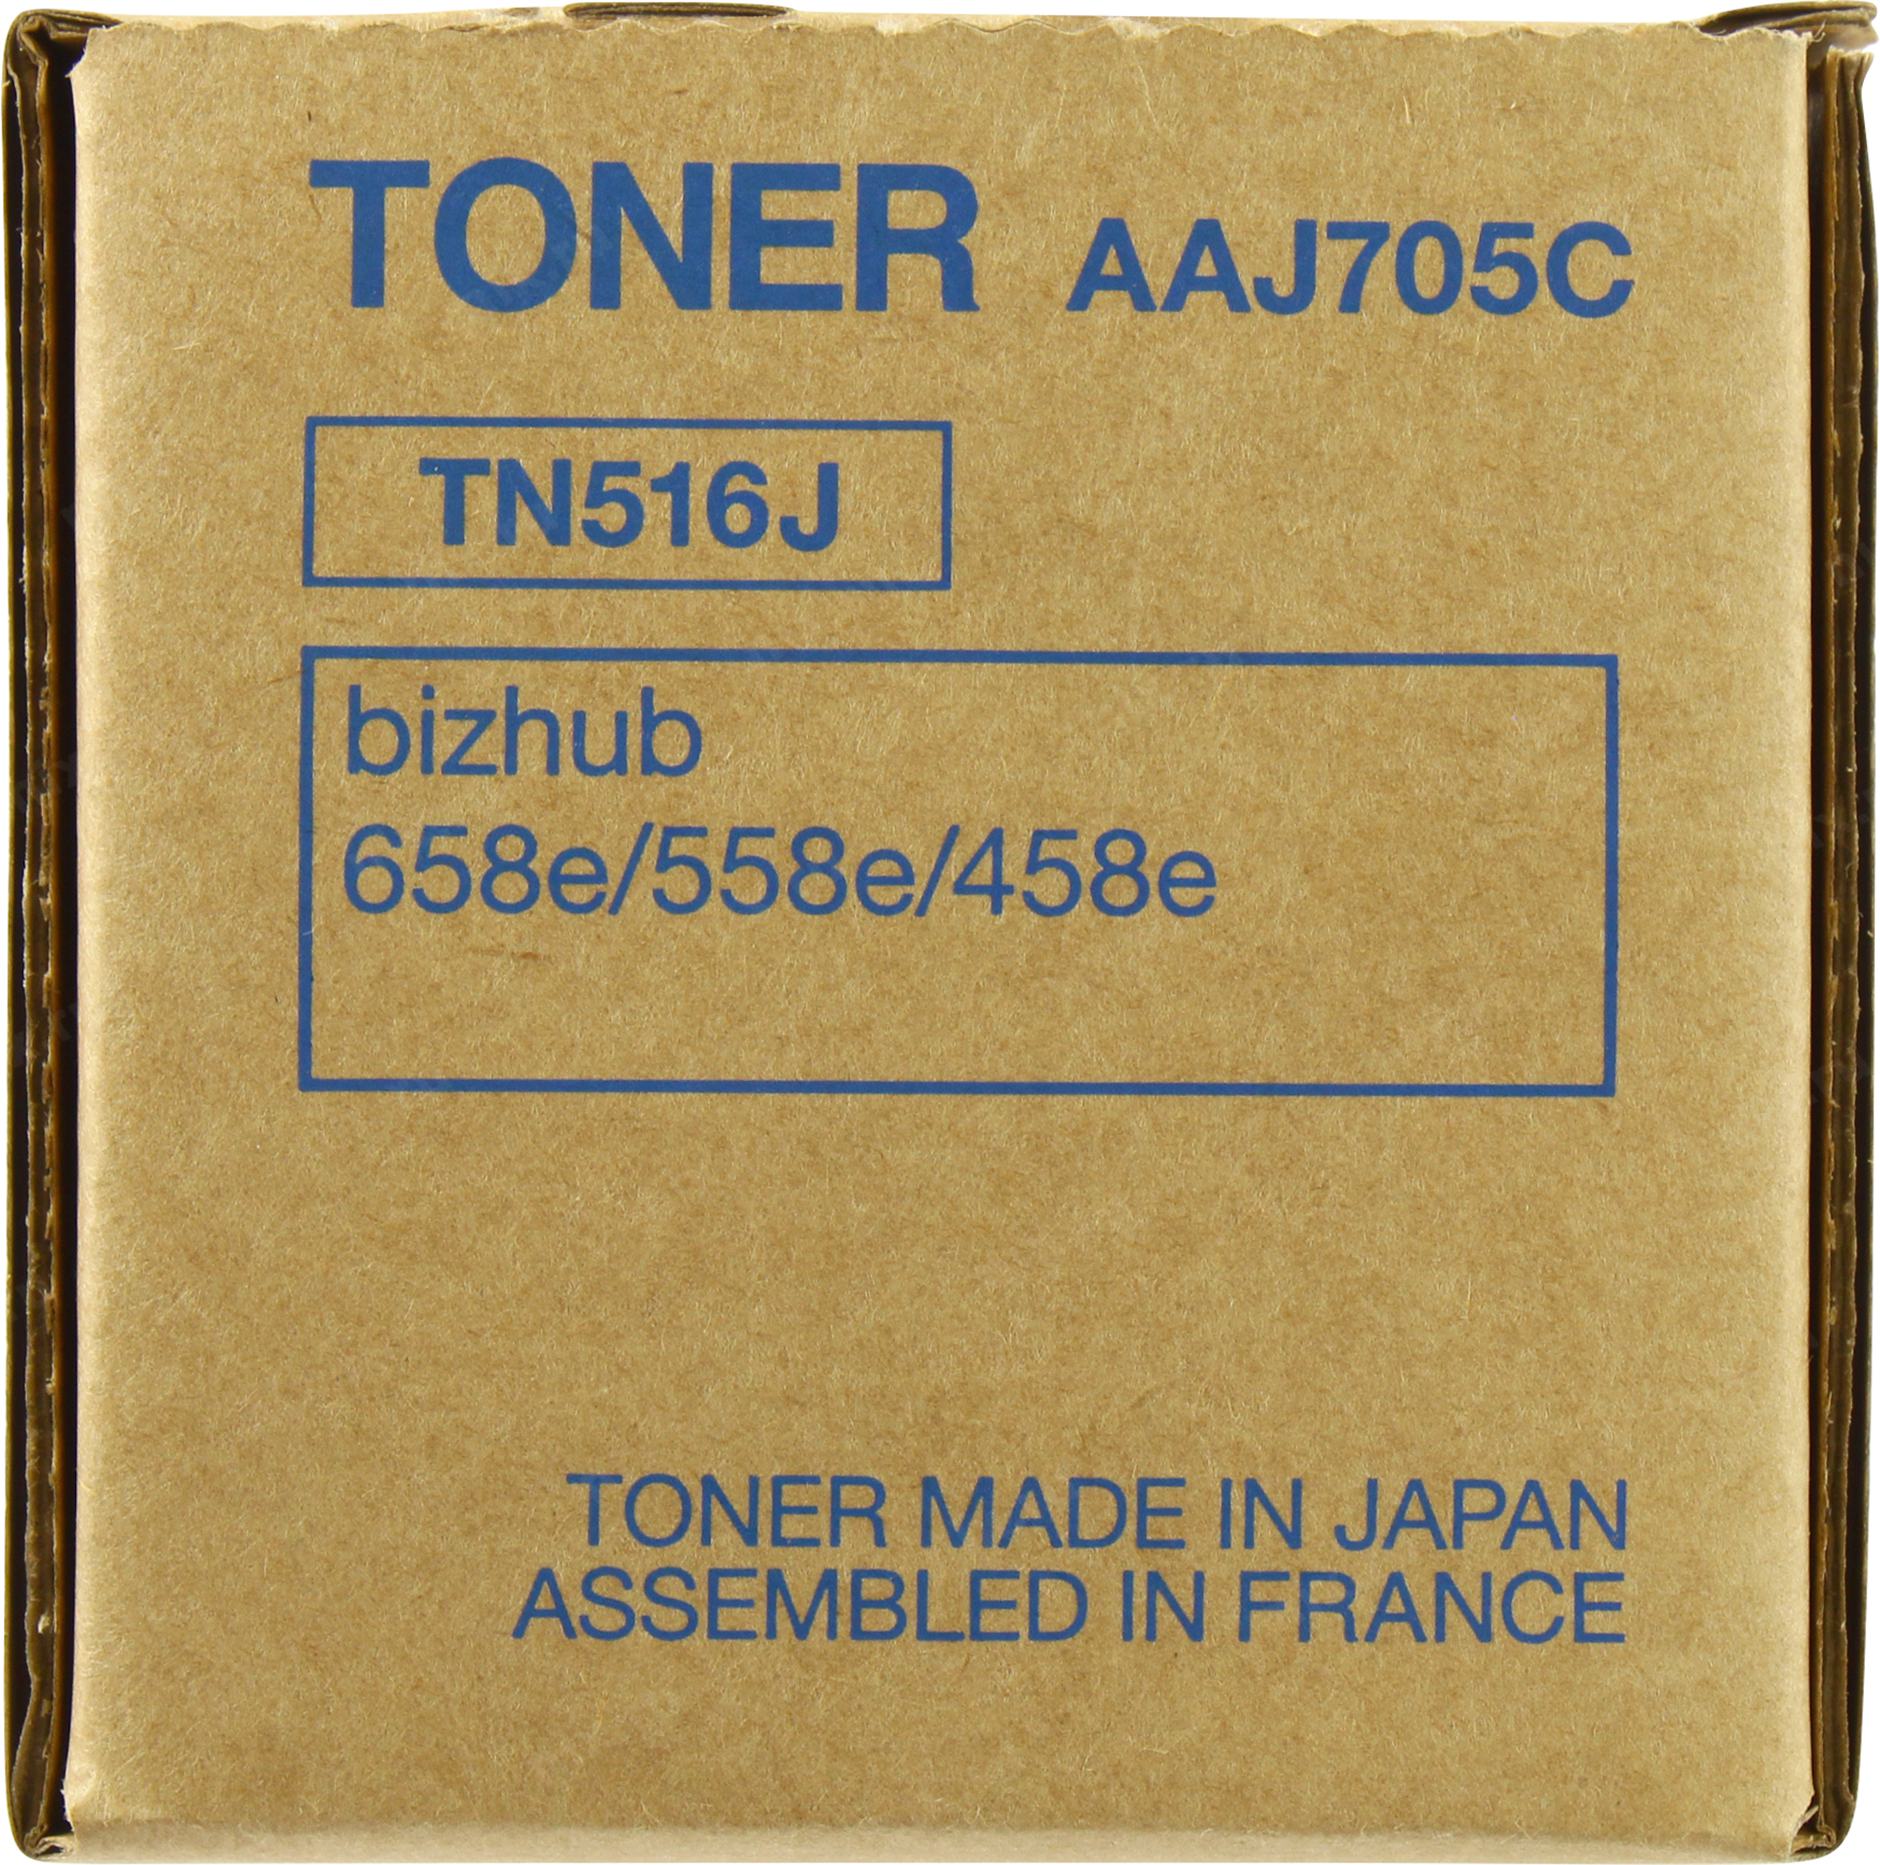 TONER AAJ705C
TN516J
bizhub
658e/558e/458e
TONER MADE IN JAPAN
ASSEMBLED IN FRANCE